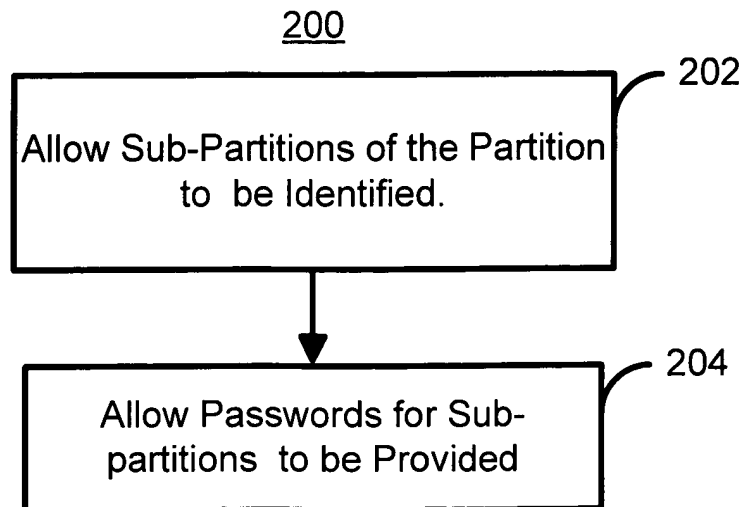 200
202
Allow Sub-Partitions of the Partition
to be Identified.
204
Allow Passwords for Sub-
partitions to be Provided